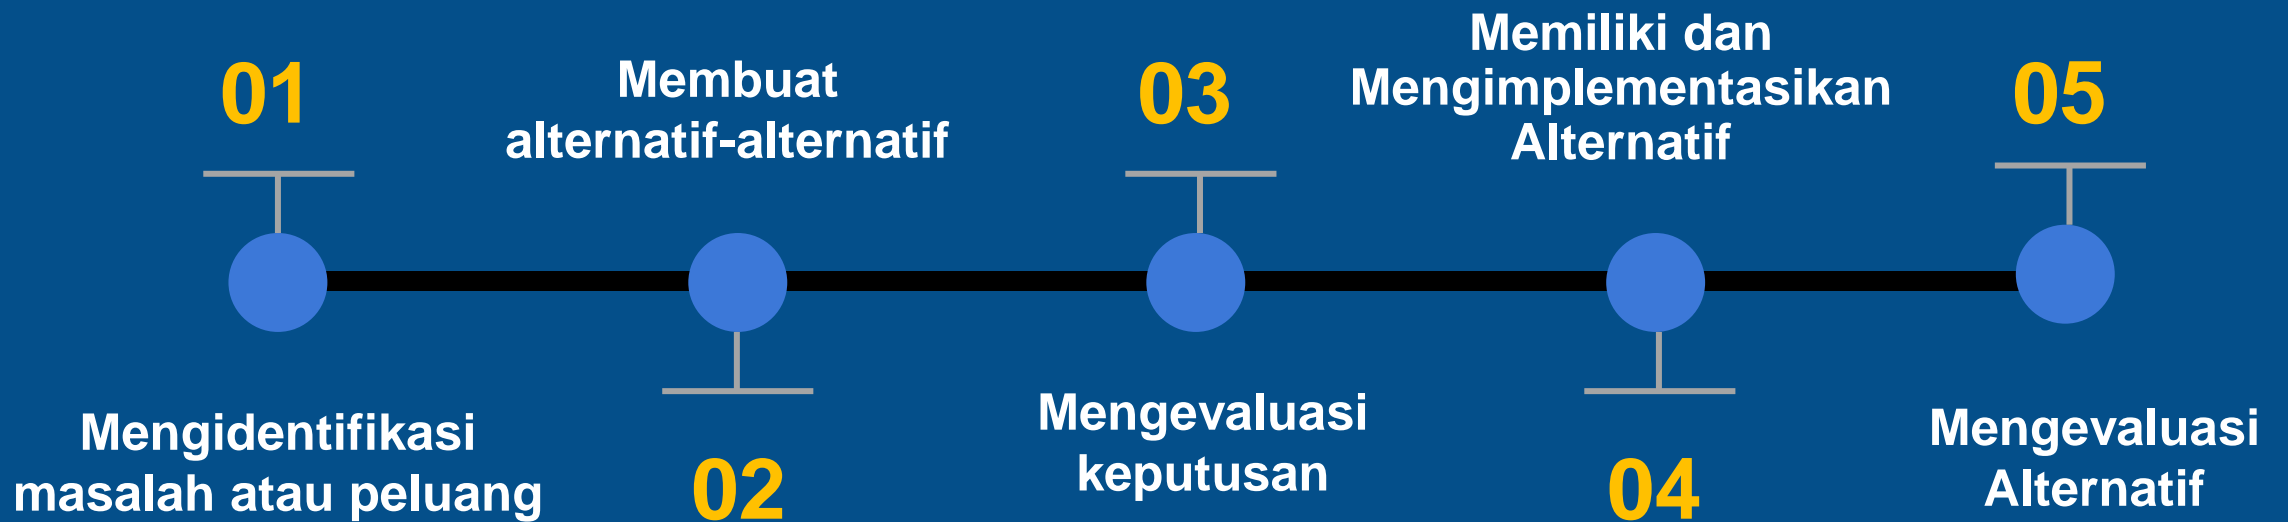 01
Mengidentifikasi
masalah atau peluang
Membuat
alternatif-alternatif
02
03
Mengevaluasi
keputusan
Memiliki dan
Mengimplementasikan
Alternatif
04
05
Mengevaluasi
Alternatif